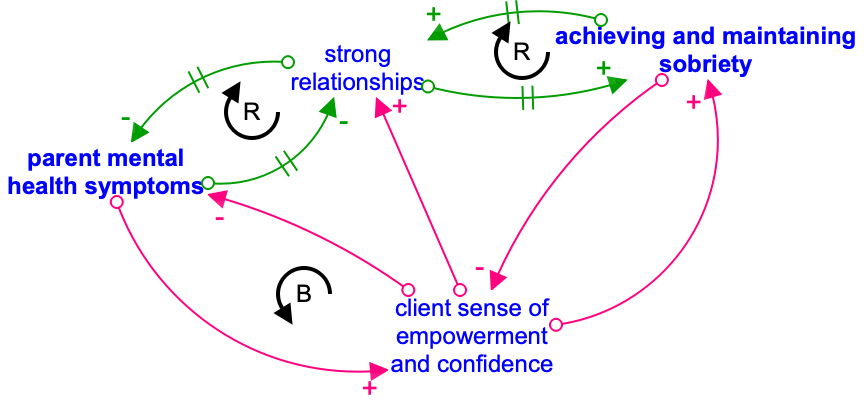 +
+
R
achieving and maintaining
sobriety
strong
relationships
+
+
+
-
R
-
parent mental
health symptoms
-
-
B
client sense of
empowerment
and confidence
+